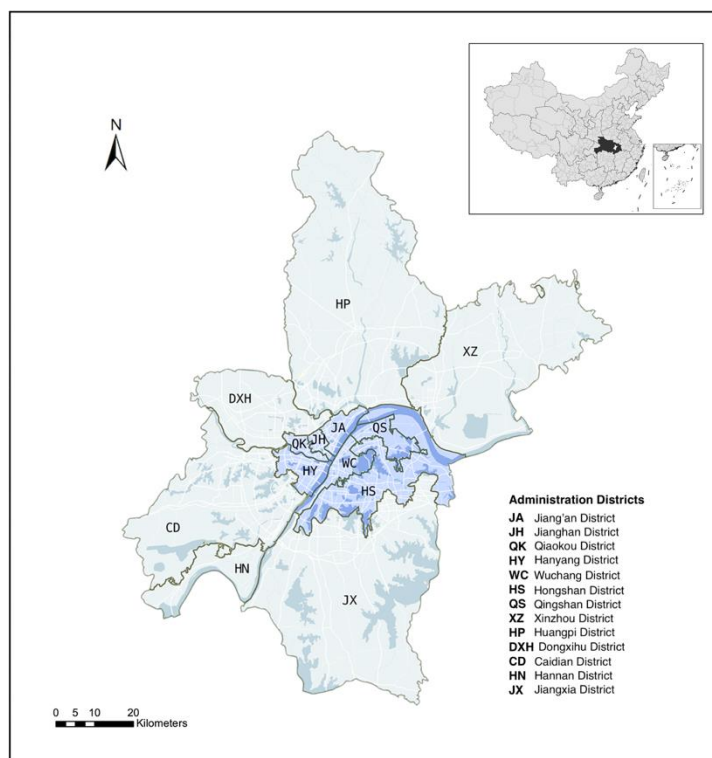 N
HP
XZ
DXH
JA
QS
QK
JH
WC
HY
HS
CD
HN
JX
Administration Districts
JA Jiang'an District
JH Jianghan District
QK Qiaokou District
HY Hanyang District
WC Wuchang District
HS Hongshan District
QS Qingshan District
XZ Xinzhou District
HP Huangpi District
DXH Dongxihu District
CD Caidian District
HN Hannan District
JX Jiangxia District
0 5 10 20
Kilometers